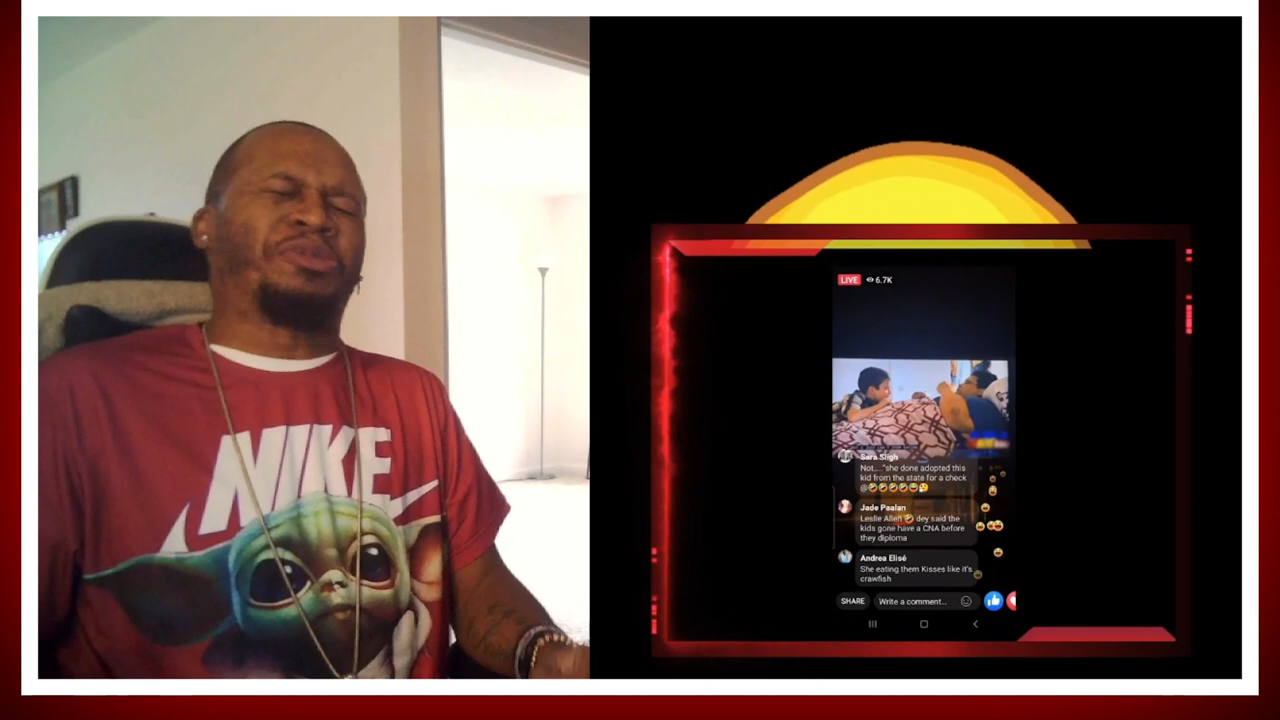 NIKE
LIVE 6.7K
Sara Sligh
Not...."she done adopted this
kid from the state for a check
@🤣🤣🤣🤣😂🤔
Jade Paalan
Leslie Allen 🤣 dey said the
kids gone have a CNA before
they diploma
Andrea Elisé
She eating them Kisses like it's
crawfish
SHARE Write a comment...